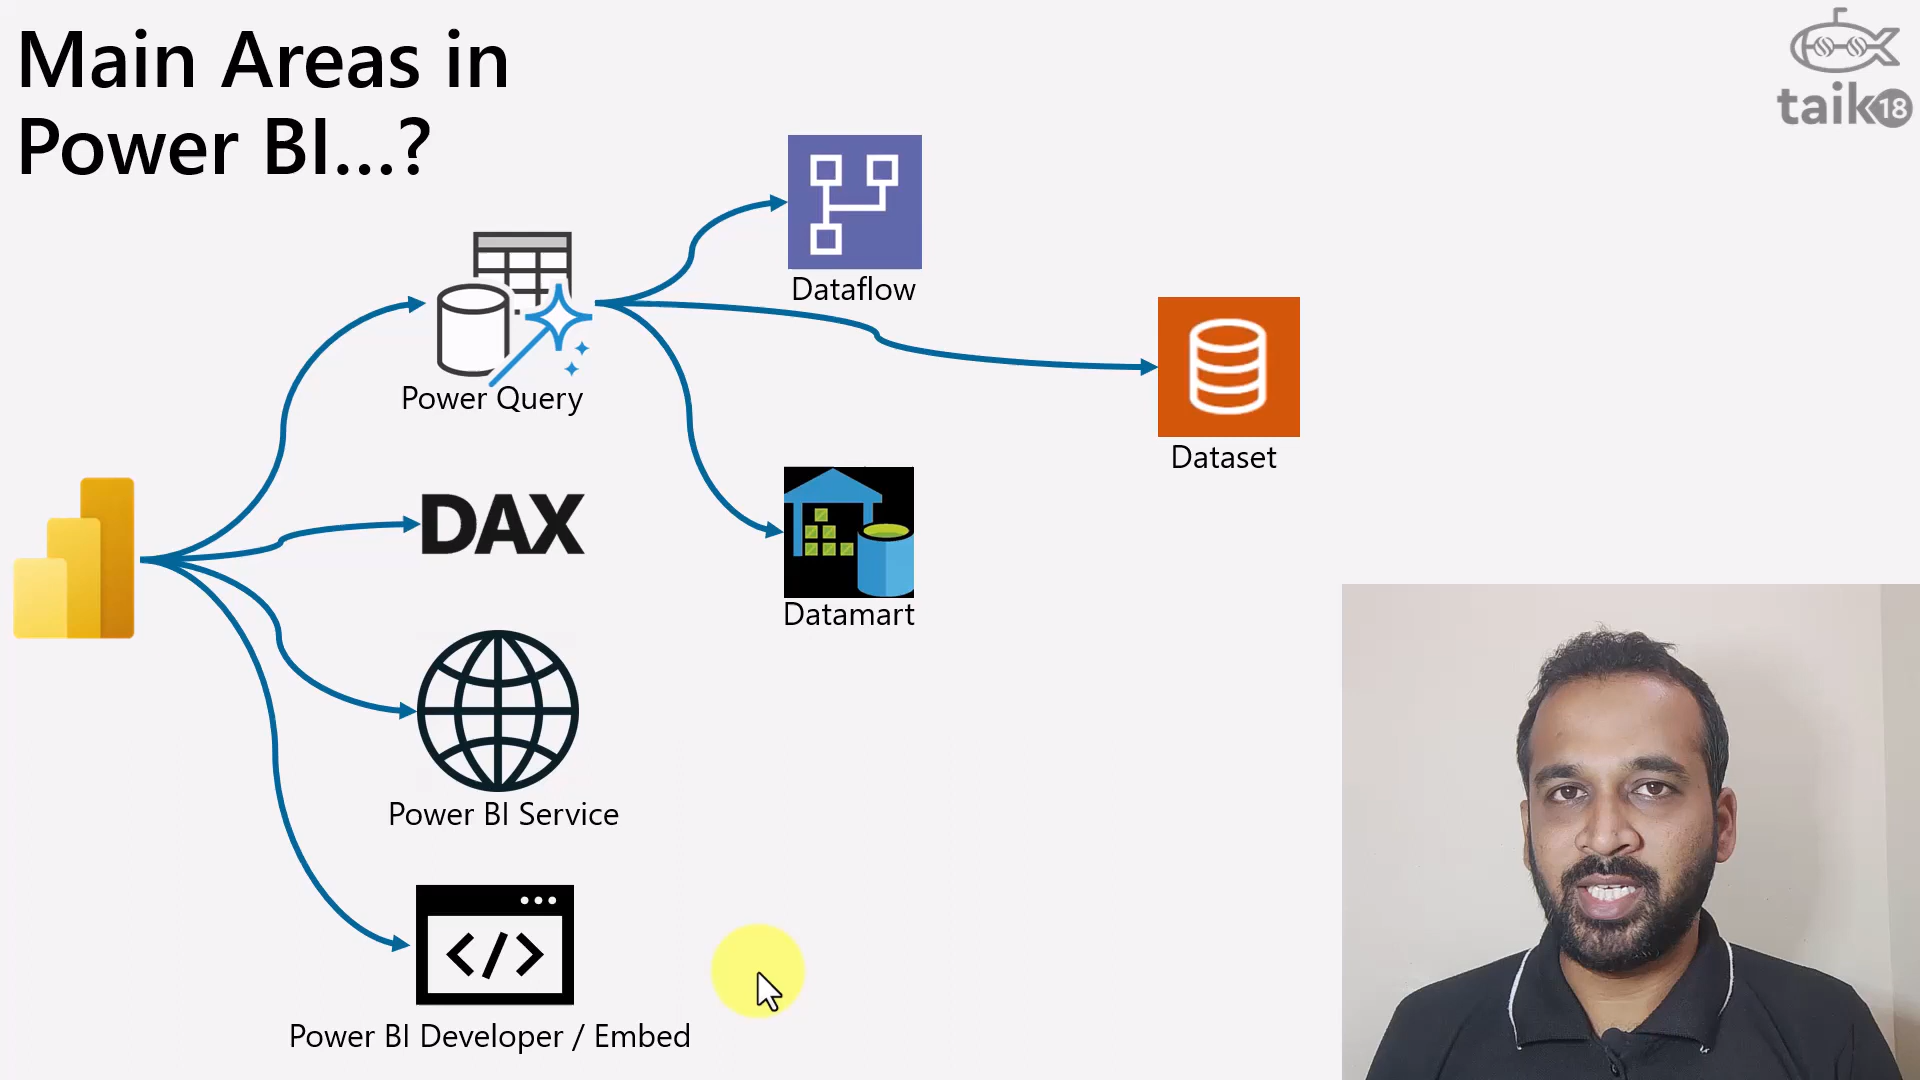 Main Areas in
Power BI...?
taik18
Dataflow
Power Query
Dataset
DAX
Datamart
Power BI Service
</>
Power BI Developer / Embed